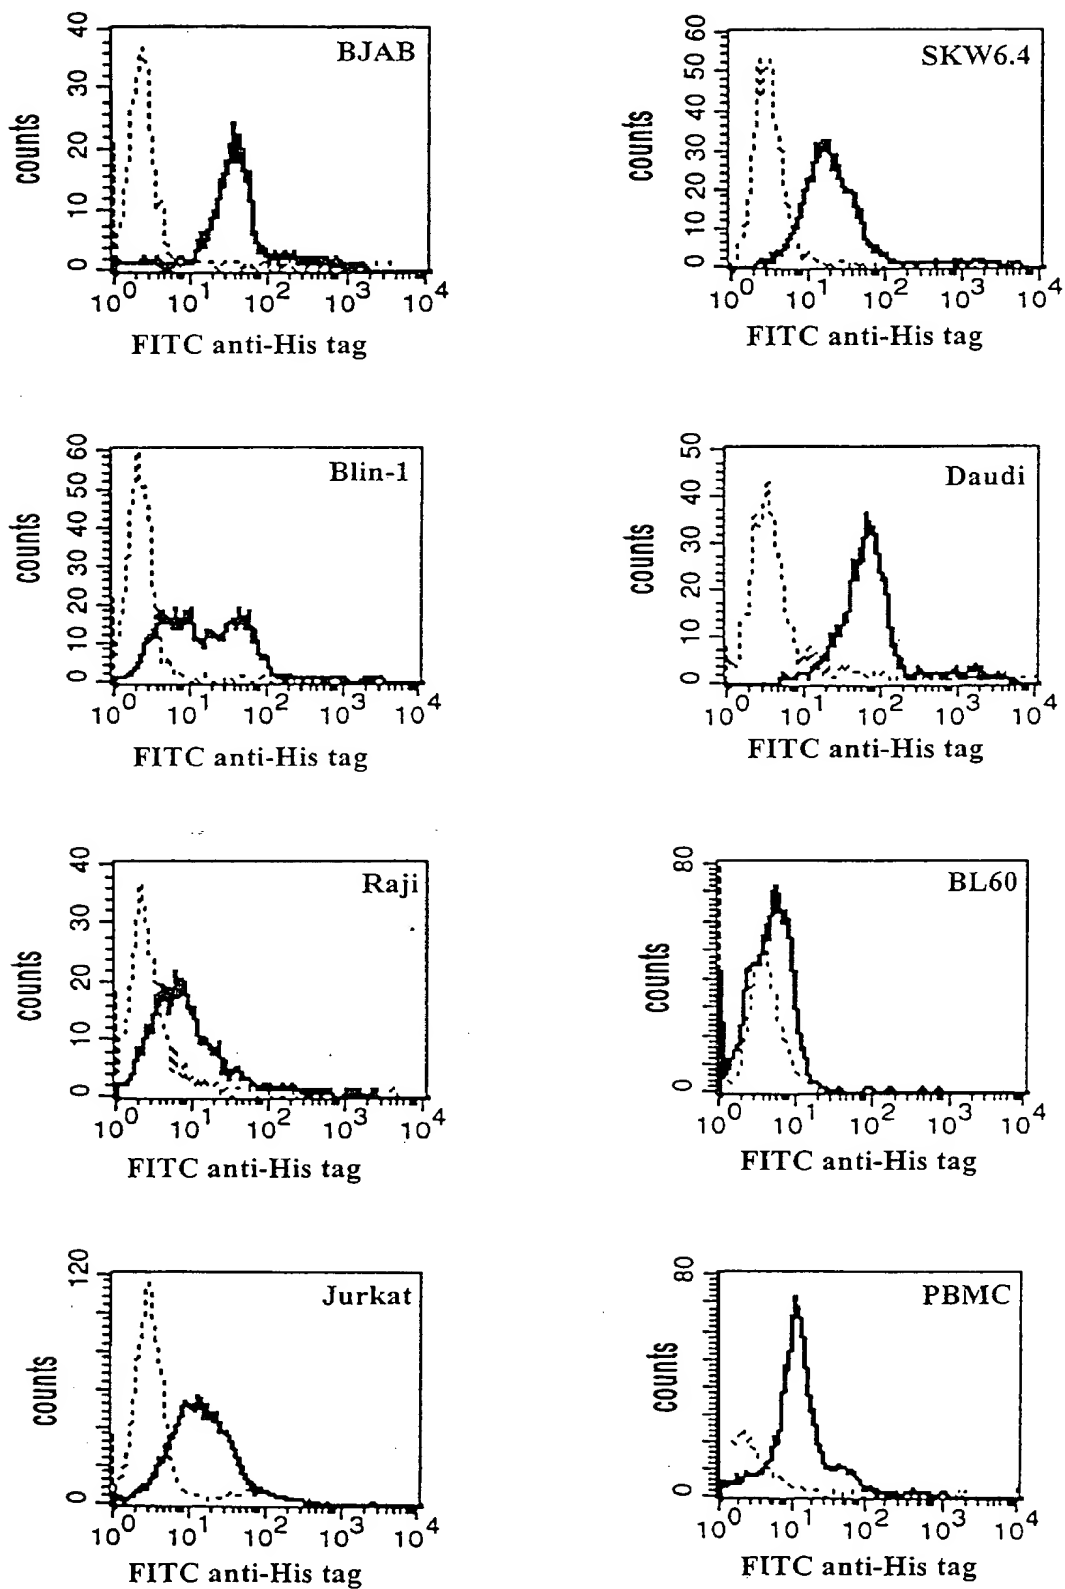 BJAB
counts
0 10 20 30 40
10^0 10^1 10^2 10^3 10^4
FITC anti-His tag
SKW6.4
counts
0 10 20 30 40 50 60
10^0 10^1 10^2 10^3 10^4
FITC anti-His tag
Blin-1
counts
0 10 20 30 40 50 60
10^0 10^1 10^2 10^3 10^4
FITC anti-His tag
Daudi
counts
0 10 20 30 40 50
10^0 10^1 10^2 10^3 10^4
FITC anti-His tag
Raji
counts
0 10 20 30 40
10^0 10^1 10^2 10^3 10^4
FITC anti-His tag
BL60
counts
0 80
10^0 10^1 10^2 10^3 10^4
FITC anti-His tag
Jurkat
counts
0 120
10^0 10^1 10^2 10^3 10^4
FITC anti-His tag
PBMC
counts
0 80
10^0 10^1 10^2 10^3 10^4
FITC anti-His tag